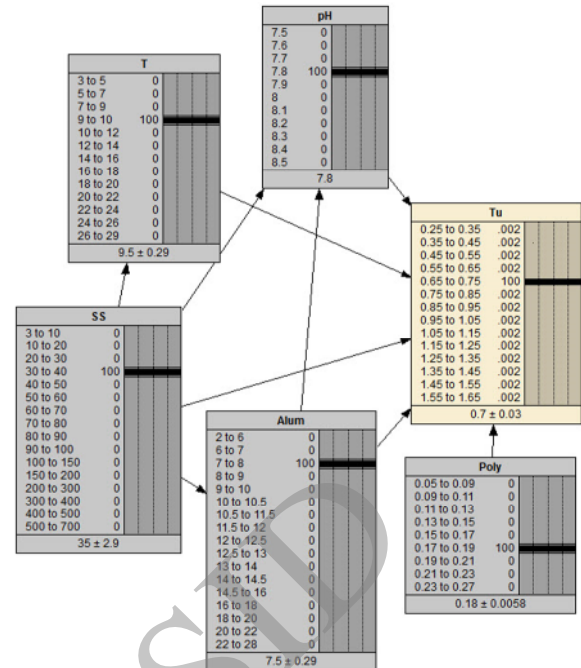 pH
7.5 0
7.6 0
7.7 0
7.8 100
7.9 0
8 0
8.1 0
8.2 0
8.3 0
8.4 0
8.5 0
7.8
T
3 to 5 0
5 to 7 0
7 to 9 0
9 to 10 100
10 to 12 0
12 to 14 0
14 to 16 0
16 to 18 0
18 to 20 0
20 to 22 0
22 to 24 0
24 to 26 0
26 to 29 0
9.5 ± 0.29
Tu
0.25 to 0.35 .002
0.35 to 0.45 .002
0.45 to 0.55 .002
0.55 to 0.65 .002
0.65 to 0.75 100
0.75 to 0.85 .002
0.85 to 0.95 .002
0.95 to 1.05 .002
1.05 to 1.15 .002
1.15 to 1.25 .002
1.25 to 1.35 .002
1.35 to 1.45 .002
1.45 to 1.55 .002
1.55 to 1.65 .002
0.7 ± 0.03
SS
3 to 10 0
10 to 20 0
20 to 30 0
30 to 40 100
40 to 50 0
50 to 60 0
60 to 70 0
70 to 80 0
80 to 90 0
90 to 100 0
100 to 150 0
150 to 200 0
200 to 300 0
300 to 400 0
400 to 500 0
500 to 700 0
35 ± 2.9
Alum
2 to 6 0
6 to 7 0
7 to 8 100
8 to 9 0
9 to 10 0
10 to 10.5 0
10.5 to 11.5 0
11.5 to 12 0
12 to 12.5 0
12.5 to 13 0
13 to 14 0
14 to 14.5 0
14.5 to 16 0
16 to 18 0
18 to 20 0
20 to 22 0
22 to 28 0
7.5 ± 0.29
Poly
0.05 to 0.09 0
0.09 to 0.11 0
0.11 to 0.13 0
0.13 to 0.15 0
0.15 to 0.17 0
0.17 to 0.19 100
0.19 to 0.21 0
0.21 to 0.23 0
0.23 to 0.27 0
0.18 ± 0.0058
SID